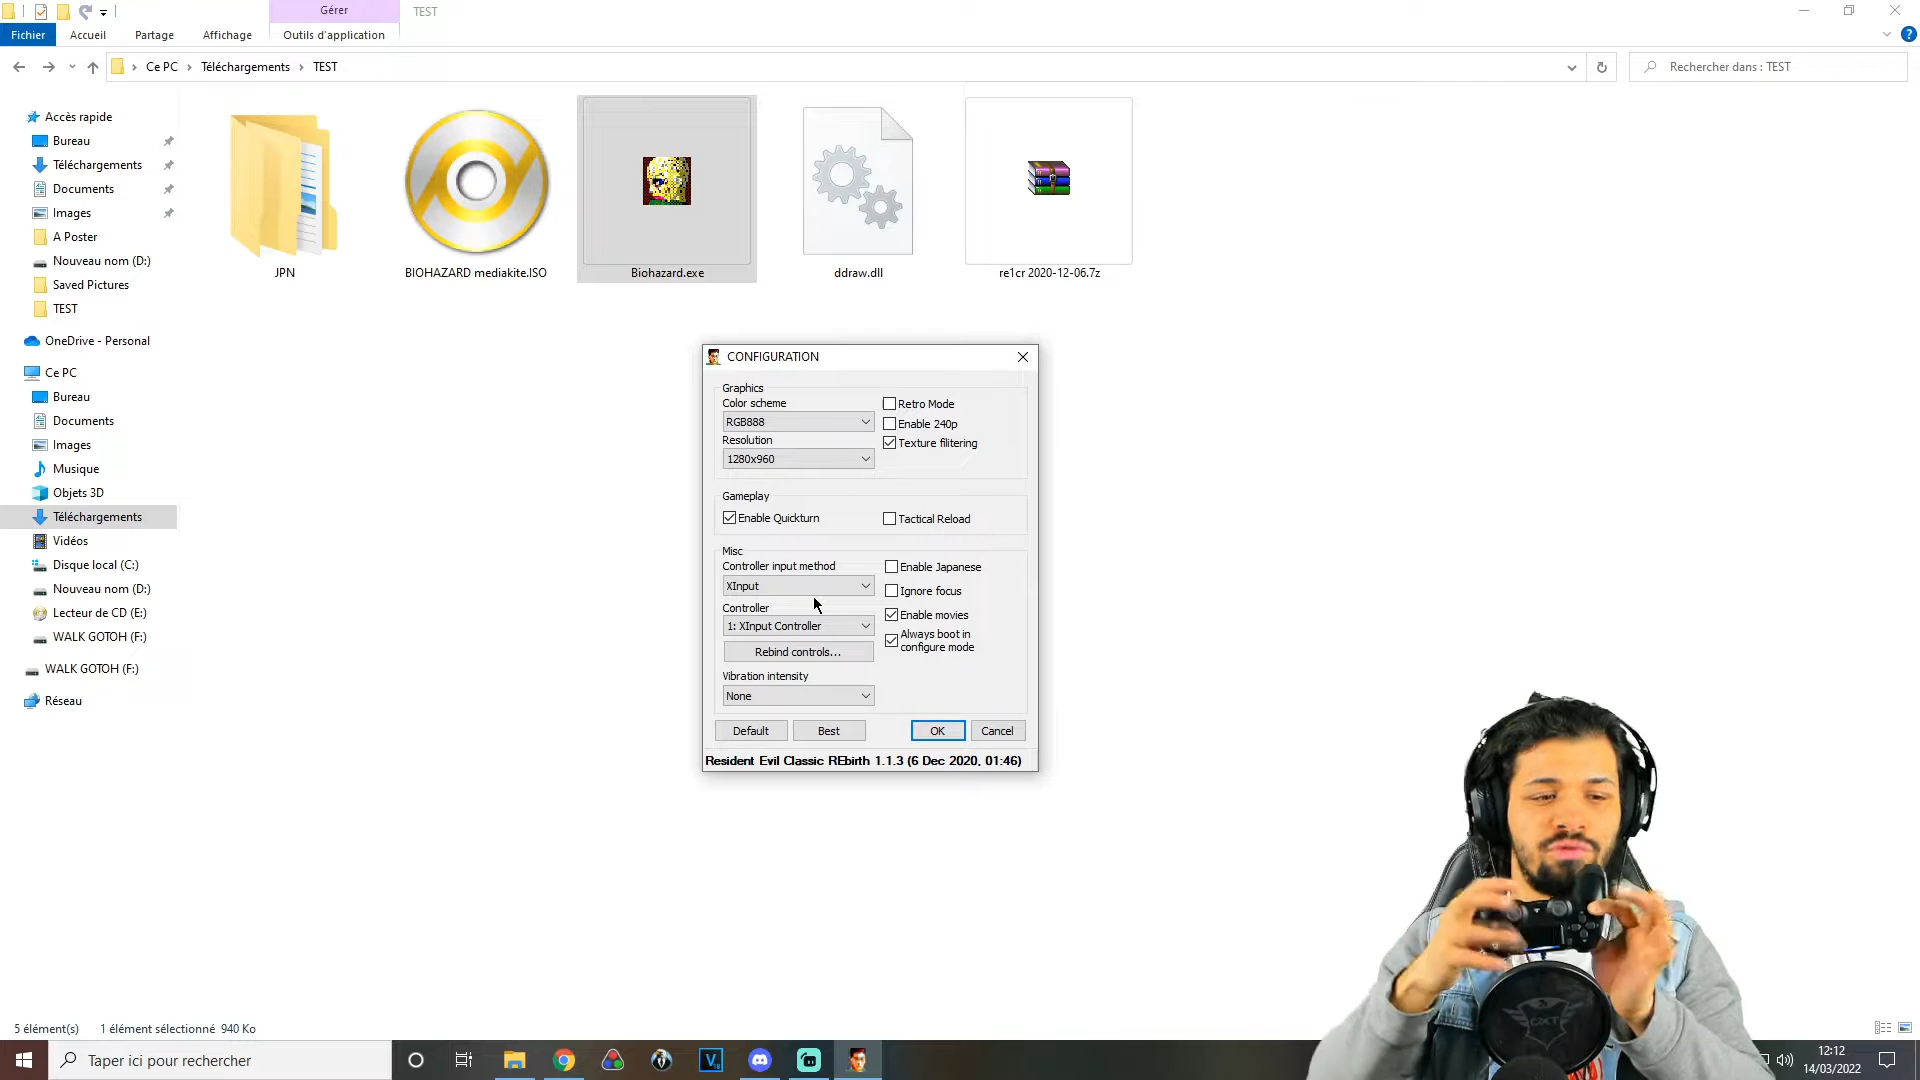 Gérer
TEST
Fichier
Accueil
Partage
Affichage
Outils d'application
Ce PC
Téléchargements
TEST
Rechercher dans : TEST
Accès rapide
Bureau
Téléchargements
Documents
Images
A Poster
Nouveau nom (D:)
Saved Pictures
TEST
OneDrive - Personal
Ce PC
Bureau
Documents
Images
Musique
Objets 3D
Téléchargements
Vidéos
Disque local (C:)
Nouveau nom (D:)
Lecteur de CD (E:)
WALK GOTOH (F:)
WALK GOTOH (F:)
Réseau
JPN
BIOHAZARD mediakite.ISO
Biohazard.exe
ddraw.dll
re1cr 2020-12-06.7z
CONFIGURATION
Graphics
Color scheme
RGB888
Resolution
1280x960
Retro Mode
Enable 240p
Texture filitering
Gameplay
Enable Quickturn
Tactical Reload
Misc
Controller input method
XInput
Controller
1: XInput Controller
Rebind controls...
Vibration intensity
None
Enable Japanese
Ignore focus
Enable movies
Always boot in
configure mode
Default
Best
OK
Cancel
Resident Evil Classic REbirth 1.1.3 (6 Dec 2020, 01:46)
5 élément(s)
1 élément sélectionné 940 Ko
Taper ici pour rechercher
12:12
14/03/2022